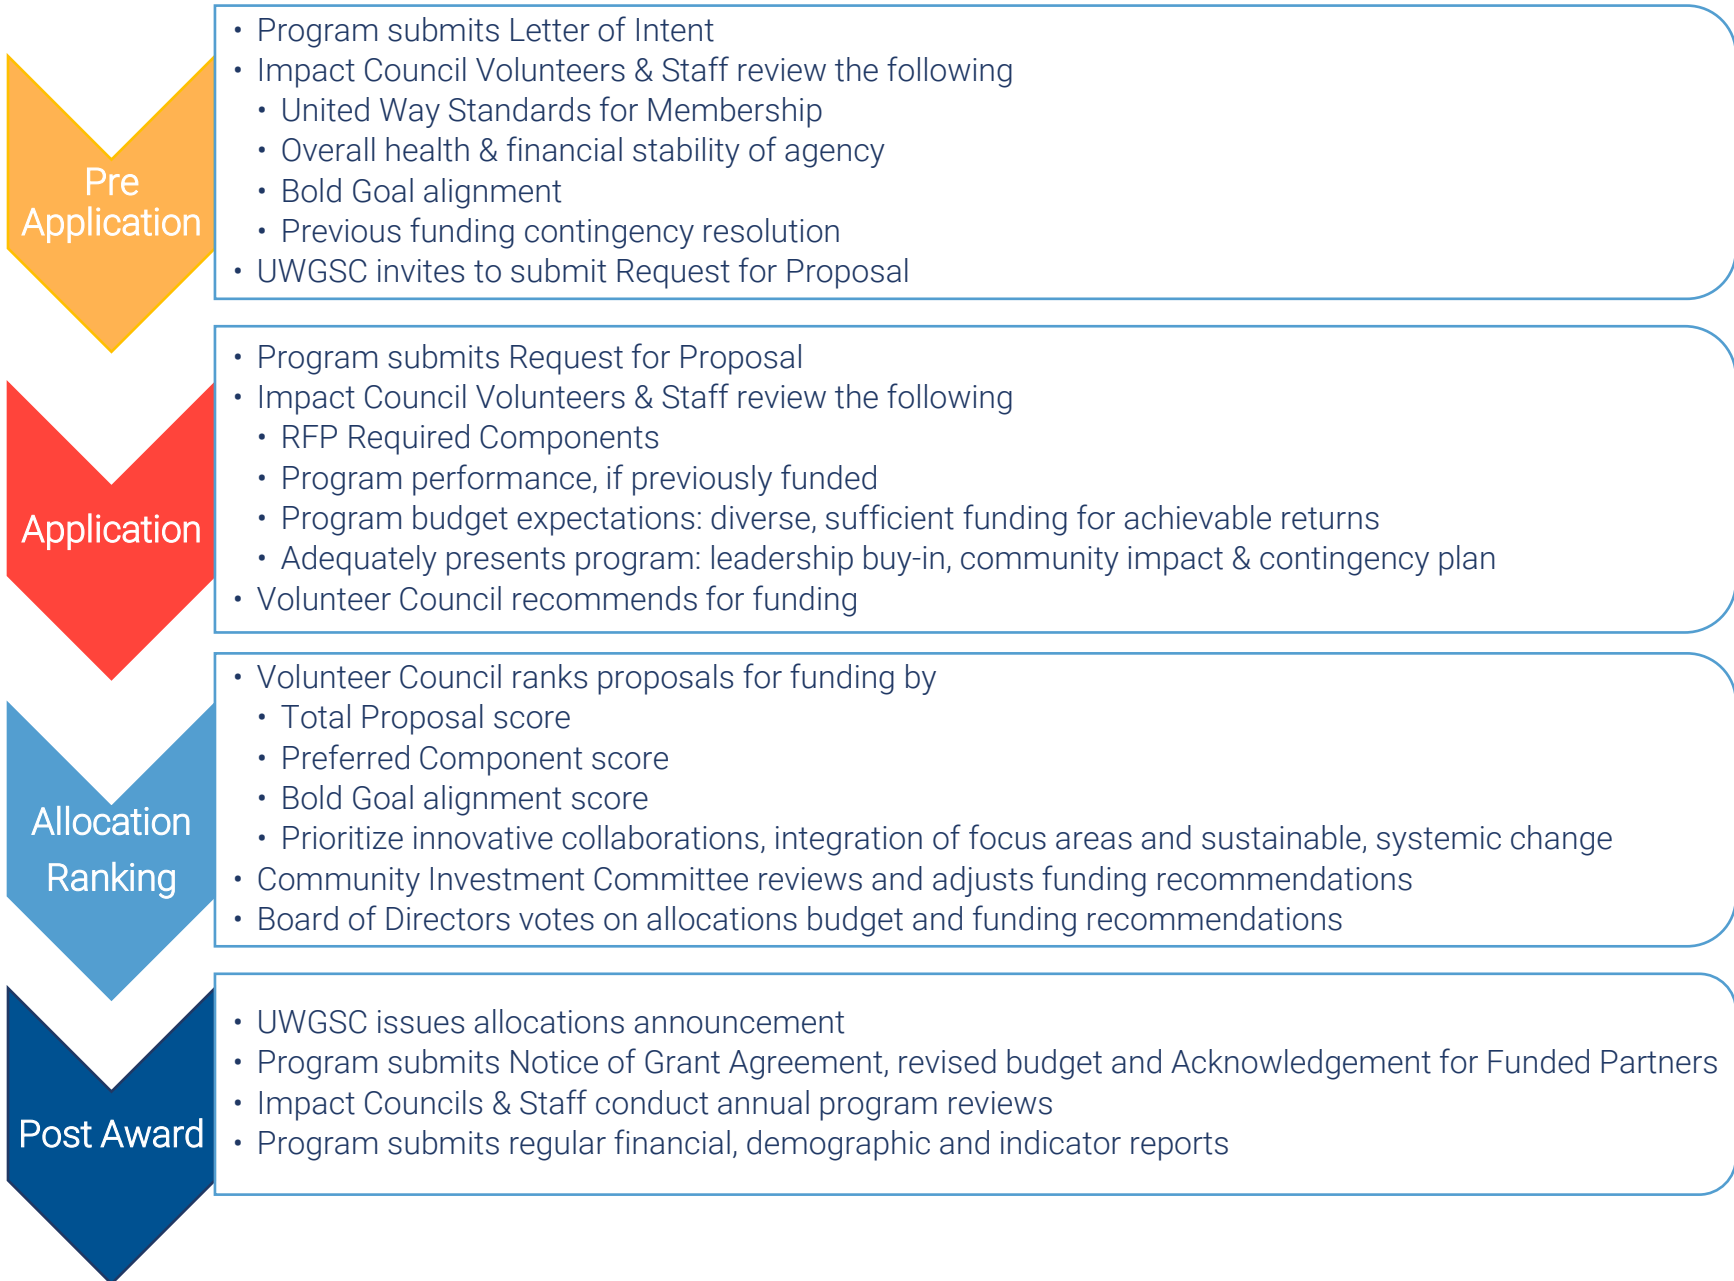 Pre
Application
• Program submits Letter of Intent
• Impact Council Volunteers & Staff review the following
• United Way Standards for Membership
• Overall health & financial stability of agency
• Bold Goal alignment
• Previous funding contingency resolution
• UWGSC invites to submit Request for Proposal
Application
• Program submits Request for Proposal
• Impact Council Volunteers & Staff review the following
• RFP Required Components
• Program performance, if previously funded
• Program budget expectations: diverse, sufficient funding for achievable returns
• Adequately presents program: leadership buy-in, community impact & contingency plan
• Volunteer Council recommends for funding
Allocation
Ranking
• Volunteer Council ranks proposals for funding by
• Total Proposal score
• Preferred Component score
• Bold Goal alignment score
• Prioritize innovative collaborations, integration of focus areas and sustainable, systemic change
• Community Investment Committee reviews and adjusts funding recommendations
• Board of Directors votes on allocations budget and funding recommendations
Post Award
• UWGSC issues allocations announcement
• Program submits Notice of Grant Agreement, revised budget and Acknowledgement for Funded Partners
• Impact Councils & Staff conduct annual program reviews
• Program submits regular financial, demographic and indicator reports